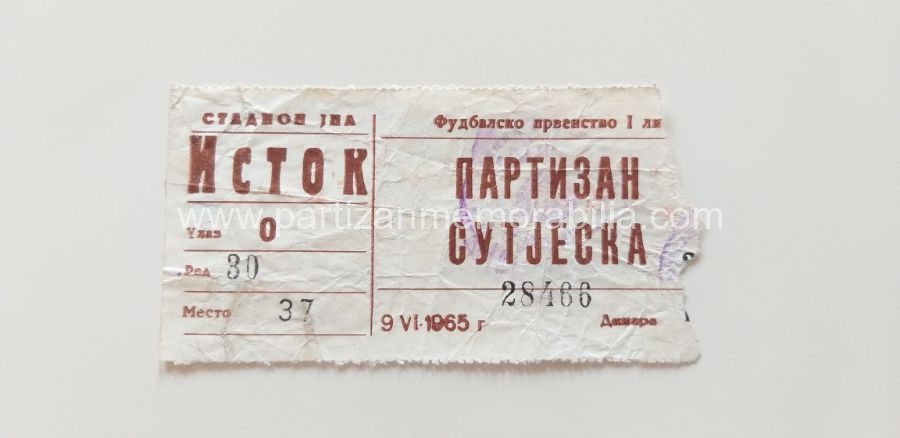 СТАДИОН ЈНА
ИСТОК
Улаз О
Ред 30
Место 37
Фудбалско првенство I ли
ПАРТИЗАН
СУТЈЕСКА
28466
9 VI-1965 г Динара
www.partizanmemorabilia.com